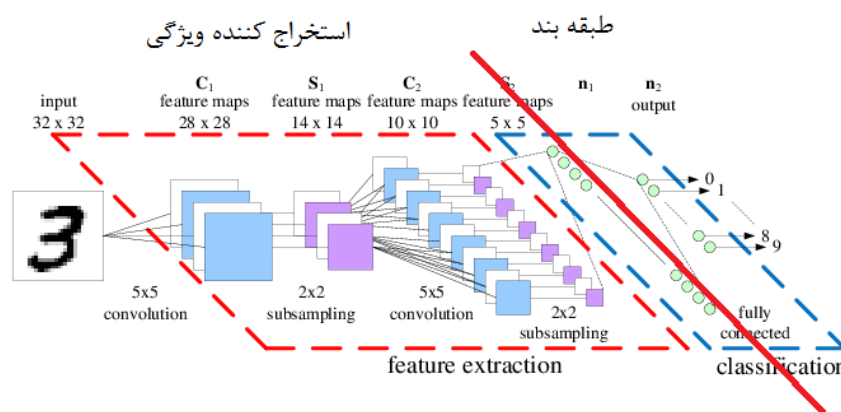 استخراج کننده ویژگی
طبقه بند
input
32 x 32
C1
feature maps
28 x 28
S1
feature maps
14 x 14
C2
feature maps
10 x 10
S2
feature maps
5 x 5
n1
n2
output
3
0
1
8
9
5x5
convolution
2x2
subsampling
5x5
convolution
2x2
subsampling
fully
connected
feature extraction
classification